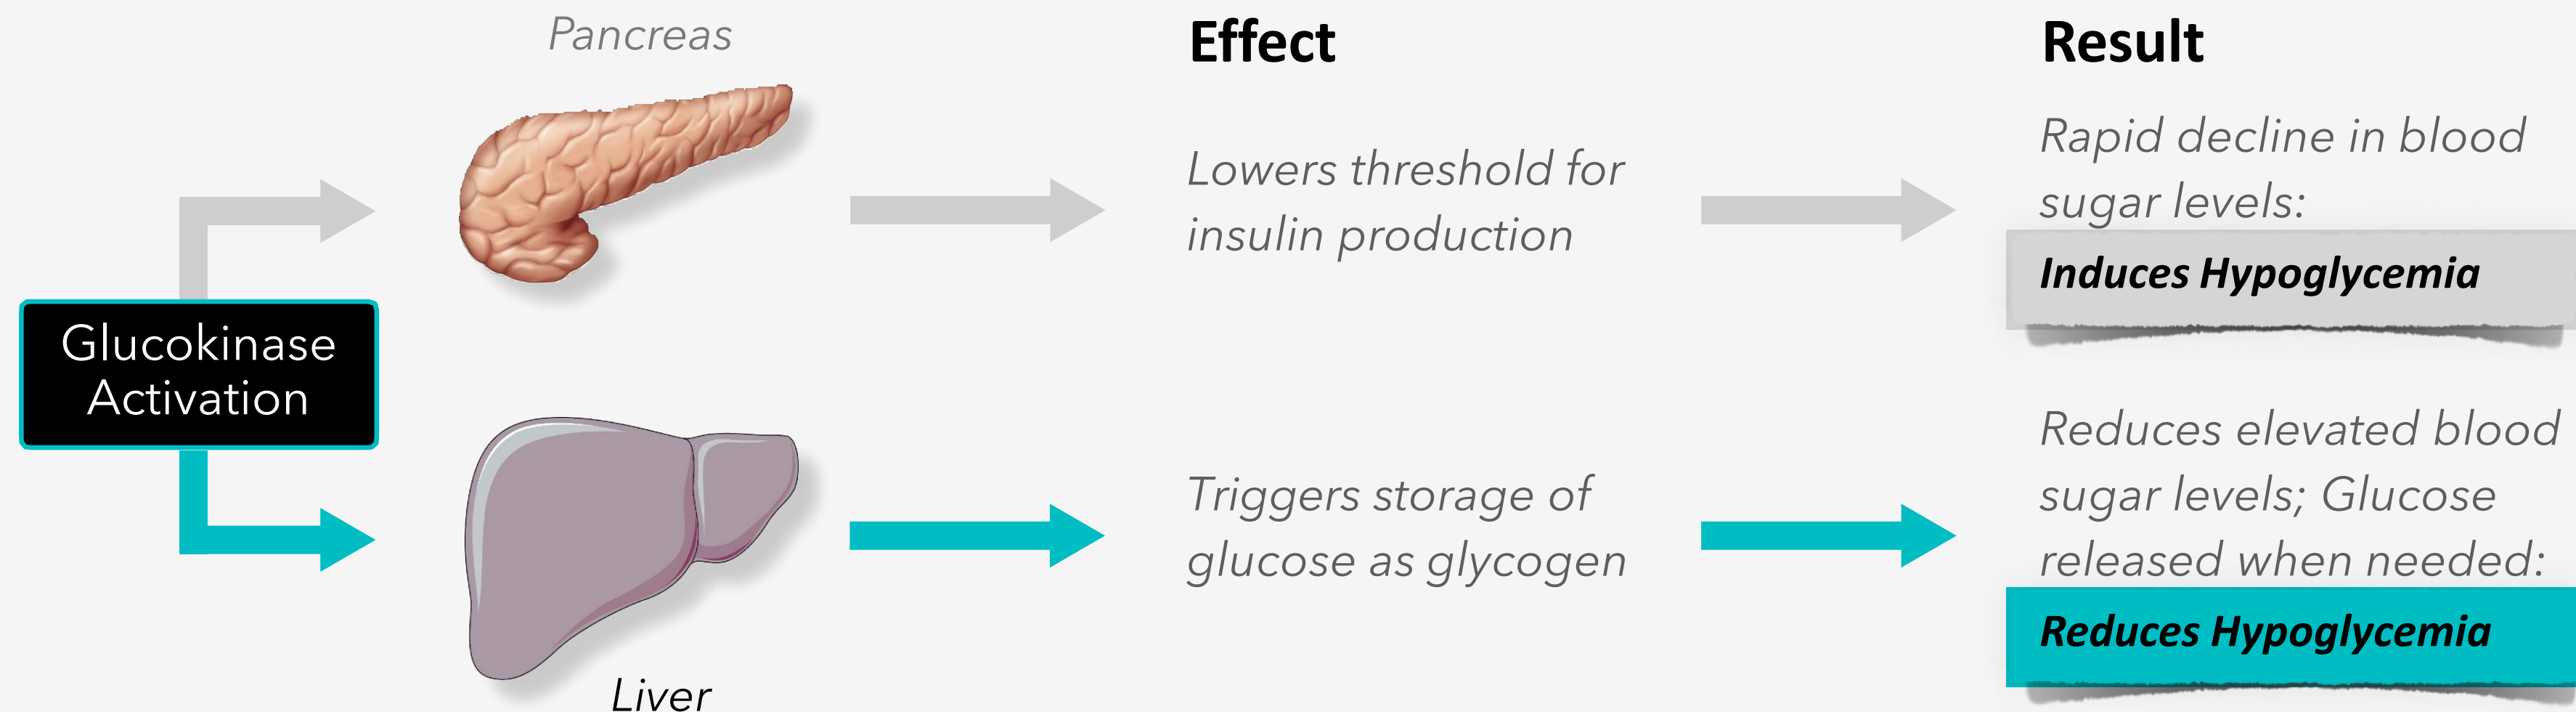 Pancreas
Effect
Result
Lowers threshold for
insulin production
Rapid decline in blood
sugar levels:
Induces Hypoglycemia
Glucokinase
Activation
Liver
Triggers storage of
glucose as glycogen
Reduces elevated blood
sugar levels; Glucose
released when needed:
Reduces Hypoglycemia